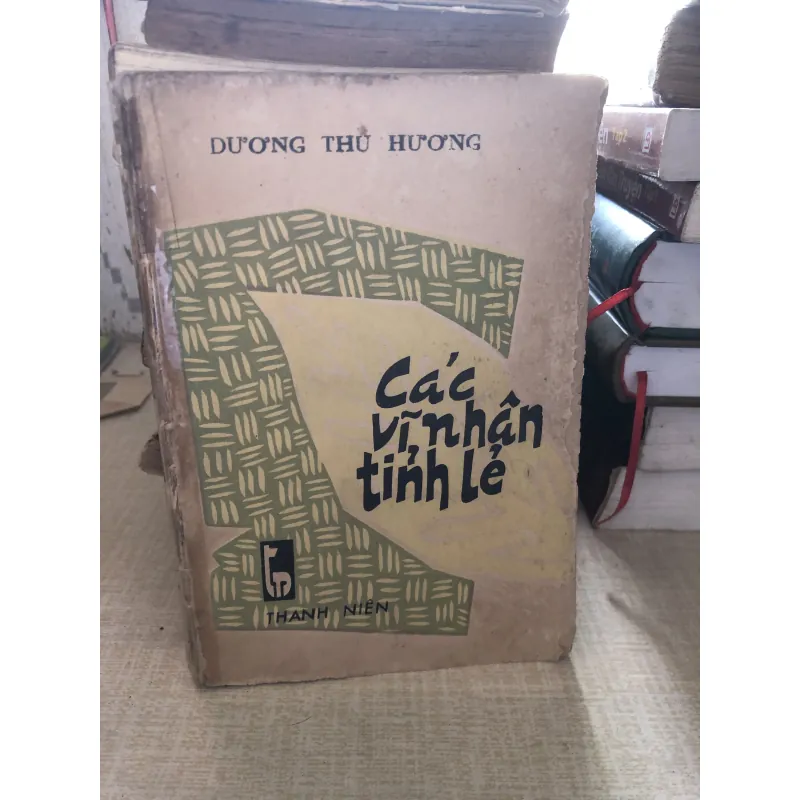 DƯƠNG THU HƯƠNG
Các
vĩ nhân
tỉnh lẻ
THANH NIÊN